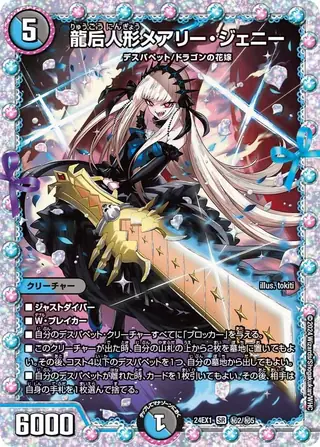 5
りゅうごう にんぎょう
龍后人形メアリー・ジェニー
デスパペット/ドラゴンの花嫁
illus. tokiti
クリーチャー
■ジャストダイバー
■W・ブレイカー
■自分のデスパペット・クリーチャーすべてに「ブロッカー」を与える。
■このクリーチャーが出た時、自分の山札の上から2枚を墓地に置いてもよい。その後、コスト4以下のデスパペットを1つ、自分の墓地から出してもよい。
■自分のデスパペットが離れた時、カードを1枚引いてもよい。その後、相手は自身の手札を1枚選んで捨てる。
6000
24EX1
SR